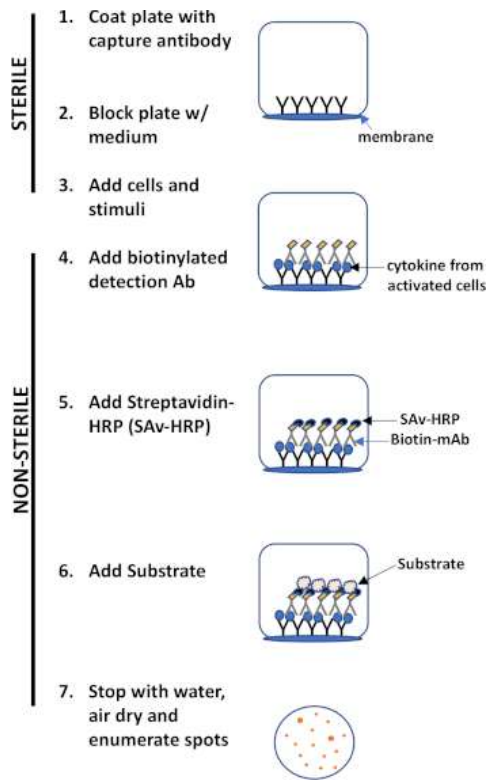 STERILE
1. Coat plate with
capture antibody
2. Block plate w/
medium
membrane
3. Add cells and
stimuli
NON-STERILE
4. Add biotinylated
detection Ab
cytokine from
activated cells
5. Add Streptavidin-
HRP (SAv-HRP)
SAv-HRP
Biotin-mAb
6. Add Substrate
Substrate
7. Stop with water,
air dry and
enumerate spots